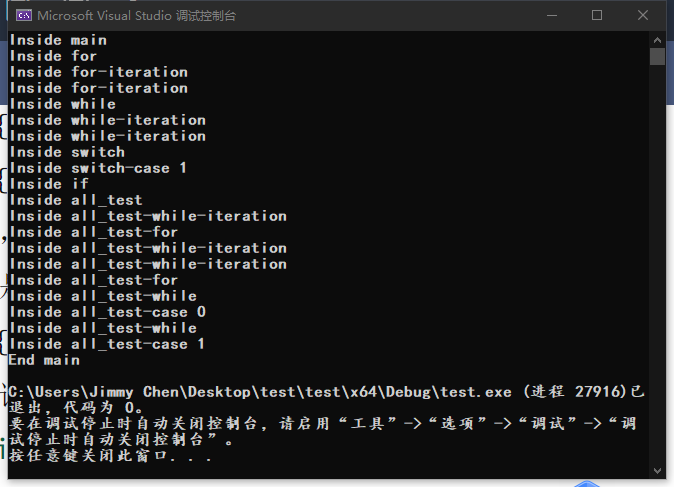 Microsoft Visual Studio 调试控制台
Inside main
Inside for
Inside for-iteration
Inside for-iteration
Inside while
Inside while-iteration
Inside while-iteration
Inside switch
Inside switch-case 1
Inside if
Inside all_test
Inside all_test-while-iteration
Inside all_test-for
Inside all_test-while-iteration
Inside all_test-while-iteration
Inside all_test-for
Inside all_test-while
Inside all_test-case 0
Inside all_test-while
Inside all_test-case 1
End main
C:\Users\Jimmy Chen\Desktop\test\test\x64\Debug\test.exe (进程 27916)已
退出，代码为 0。
要在调试停止时自动关闭控制台，请启用“工具”->“选项”->“调试”->“调
试停止时自动关闭控制台”。
按任意键关闭此窗口. . .